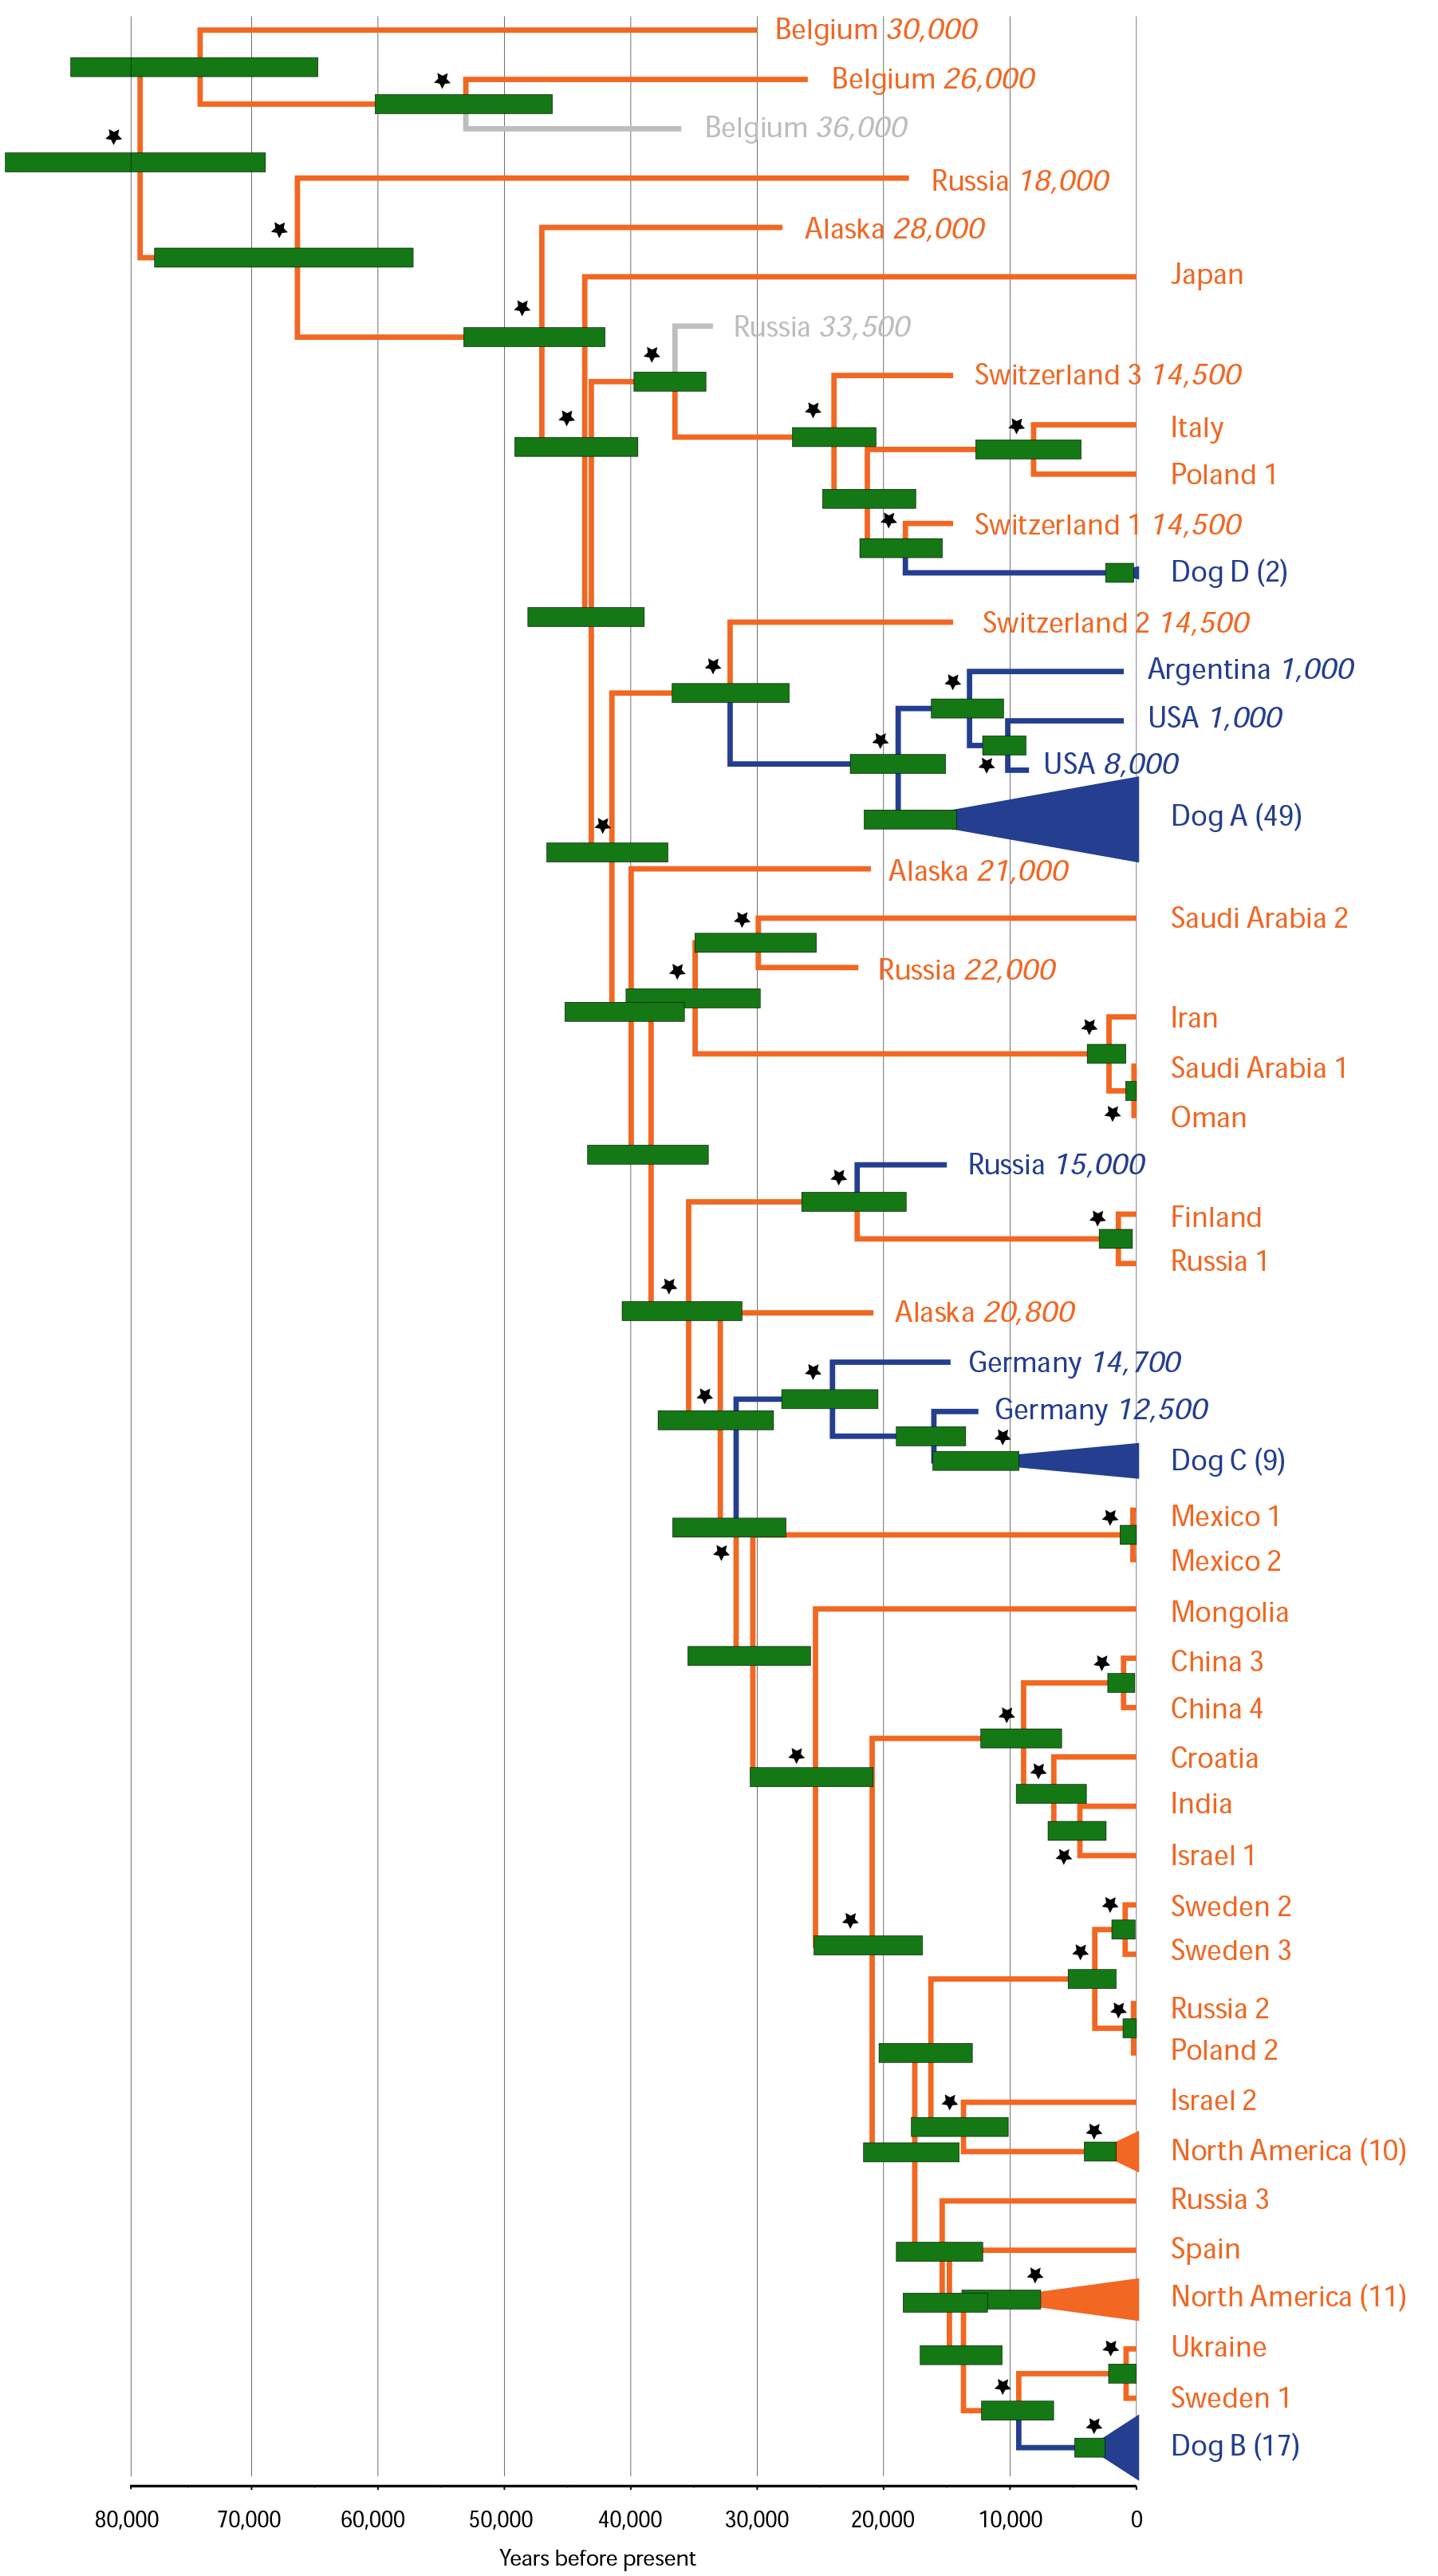 Belgium 30,000
Belgium 26,000
Belgium 36,000
Russia 18,000
Alaska 28,000
Japan
Russia 33,500
Switzerland 3 14,500
Italy
Poland 1
Switzerland 1 14,500
Dog D (2)
Switzerland 2 14,500
Argentina 1,000
USA 1,000
USA 8,000
Dog A (49)
Alaska 21,000
Saudi Arabia 2
Russia 22,000
Iran
Saudi Arabia 1
Oman
Russia 15,000
Finland
Russia 1
Alaska 20,800
Germany 14,700
Germany 12,500
Dog C (9)
Mexico 1
Mexico 2
Mongolia
China 3
China 4
Croatia
India
Israel 1
Sweden 2
Sweden 3
Russia 2
Poland 2
Israel 2
North America (10)
Russia 3
Spain
North America (11)
Ukraine
Sweden 1
Dog B (17)
80,000 70,000 60,000 50,000 40,000 30,000 20,000 10,000 0
Years before present